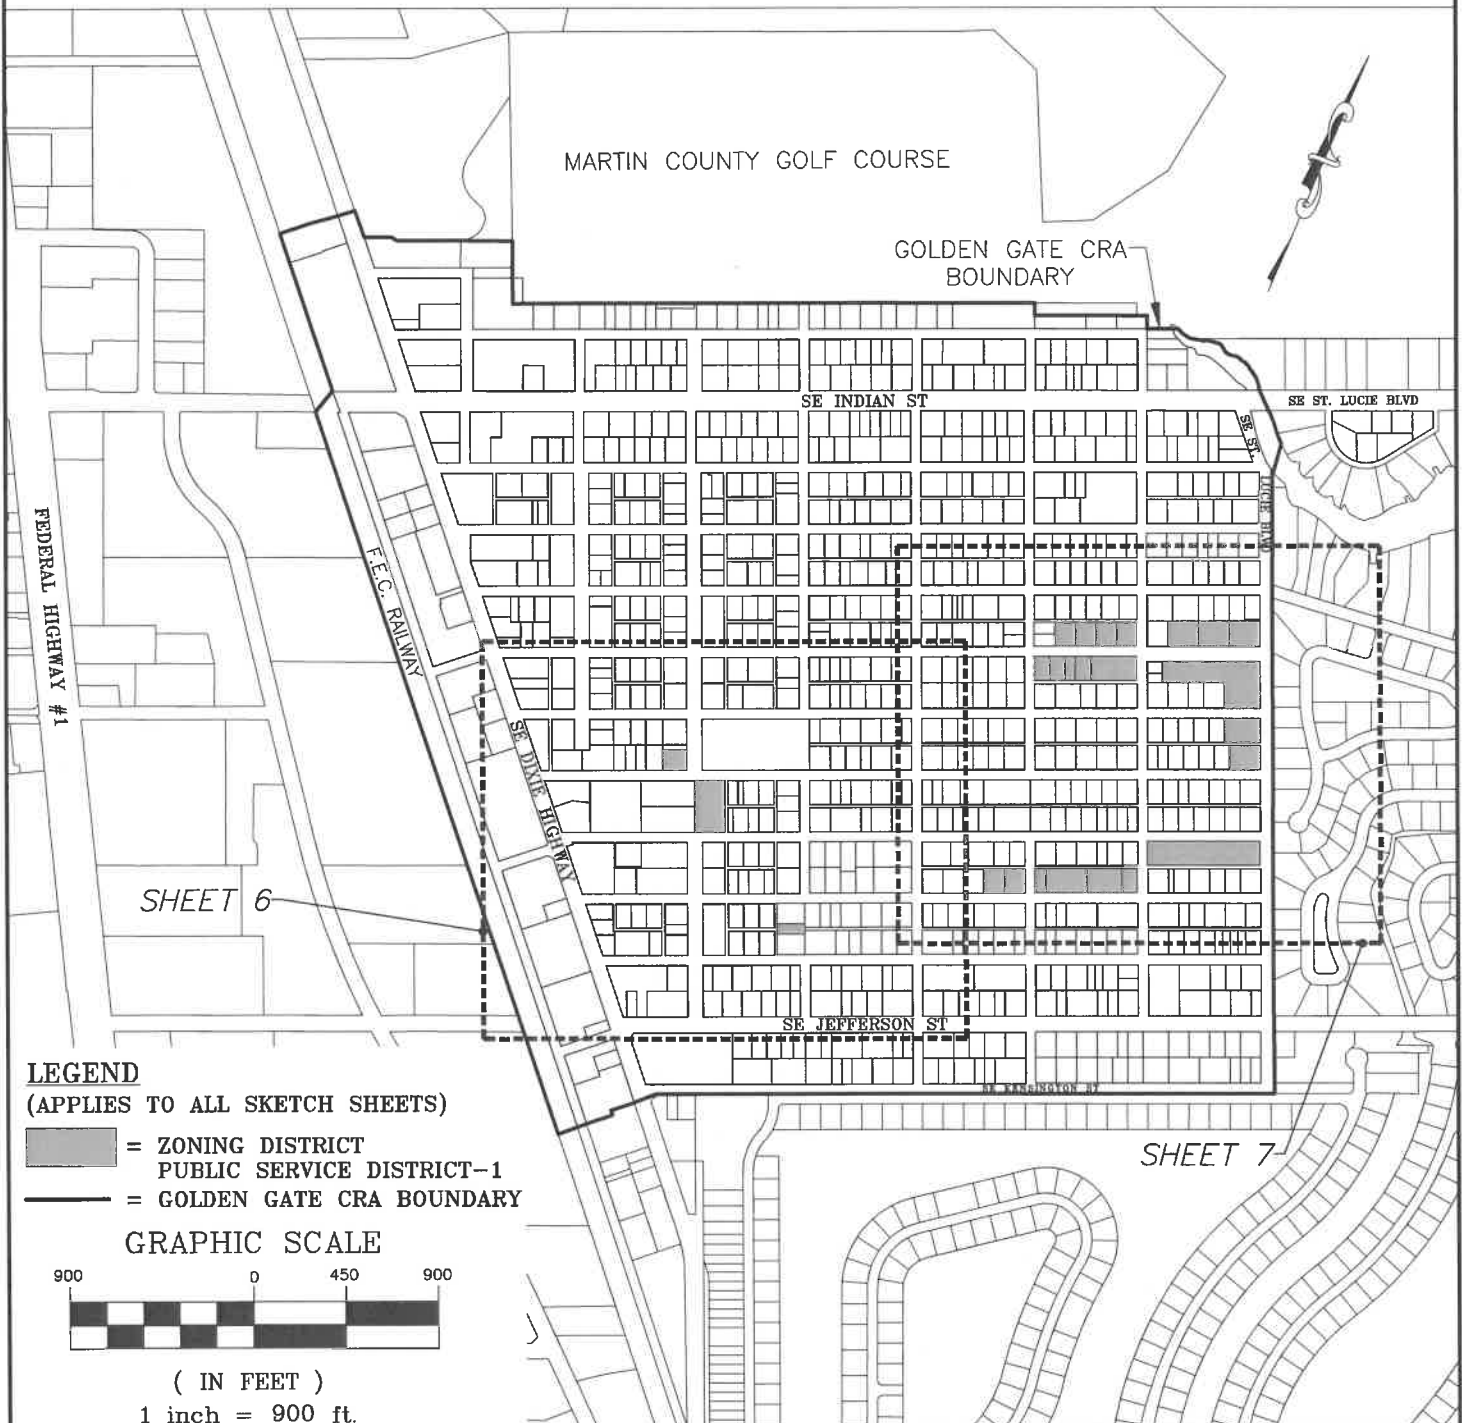 MARTIN COUNTY GOLF COURSE
GOLDEN GATE CRA
BOUNDARY
SE INDIAN ST
SE ST. LUCIE BLVD
SE ST.
LUCIE BLVD
FEDERAL HIGHWAY #1
F.E.C. RAILWAY
SE DIXIE HIGHWAY
SHEET 6
SE JEFFERSON ST
SE KENSINGTON ST
SHEET 7
LEGEND
(APPLIES TO ALL SKETCH SHEETS)
= ZONING DISTRICT
PUBLIC SERVICE DISTRICT-1
= GOLDEN GATE CRA BOUNDARY
GRAPHIC SCALE
900 0 450 900
( IN FEET )
1 inch = 900 ft.